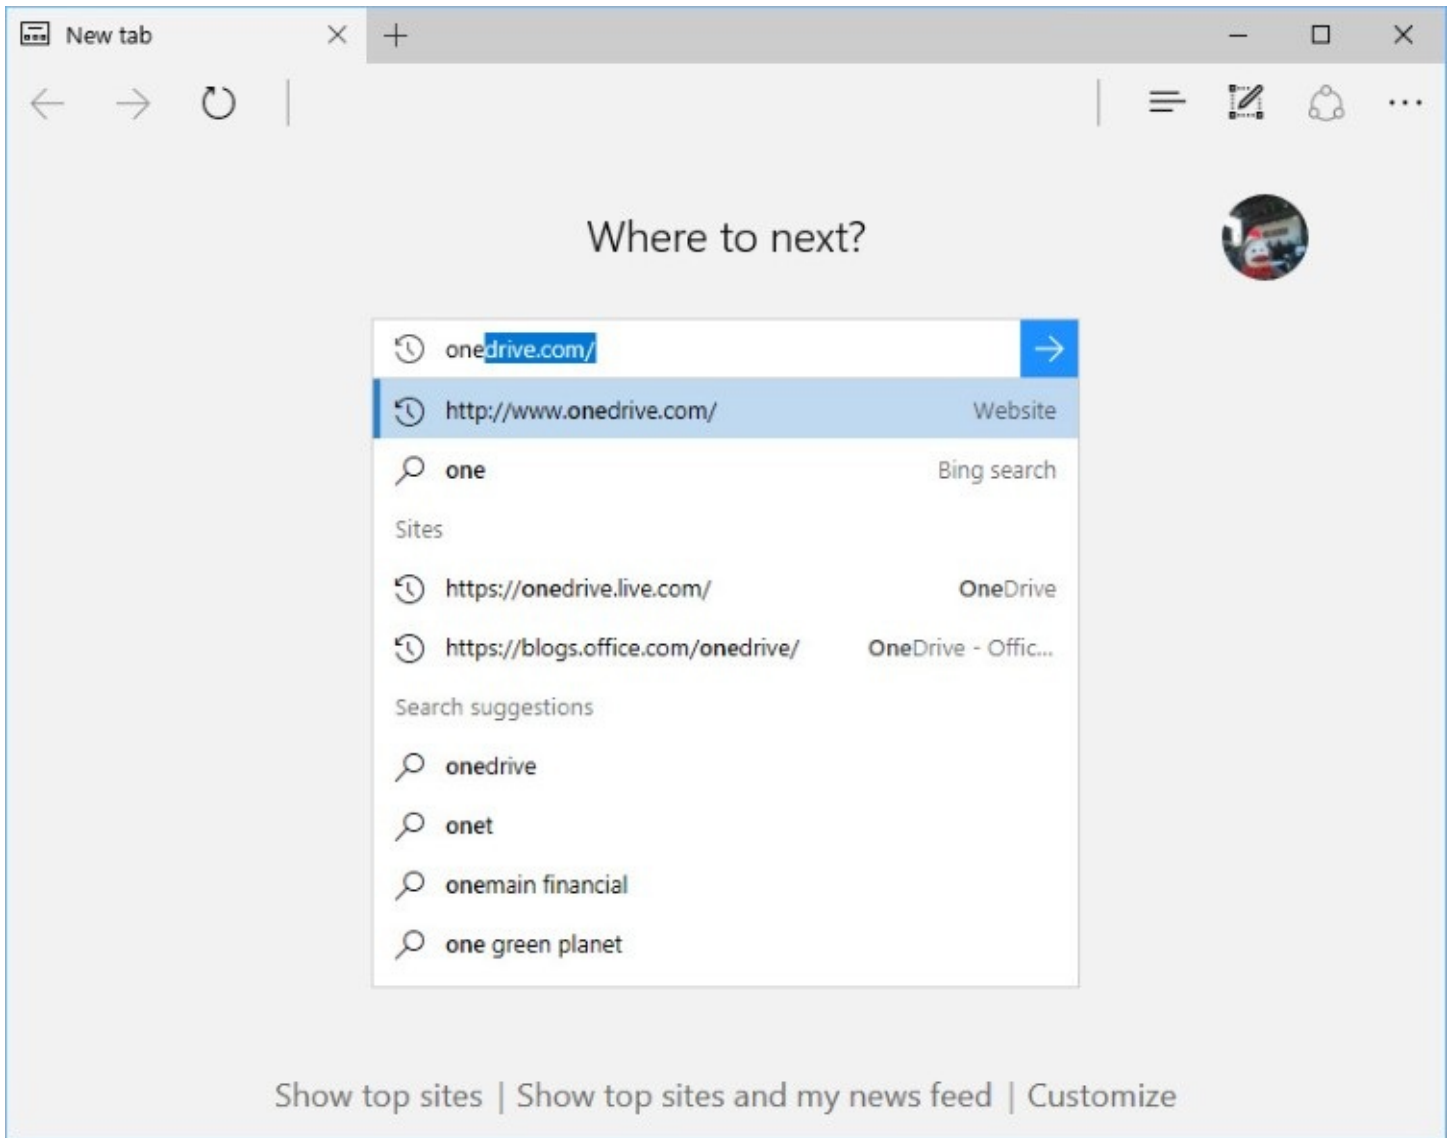 New tab
Where to next?
onedrive.com/
http://www.onedrive.com/ Website
one Bing search
Sites
https://onedrive.live.com/ OneDrive
https://blogs.office.com/onedrive/ OneDrive - Offic...
Search suggestions
onedrive
onet
onemain financial
one green planet
Show top sites | Show top sites and my news feed | Customize